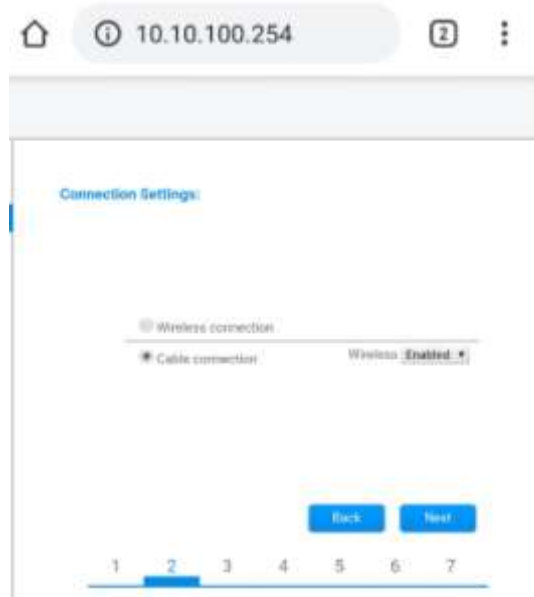 10.10.100.254 2
Connection Settings:
Wireless connection
Cable connection Wireless Enabled
Back Next
1 2 3 4 5 6 7